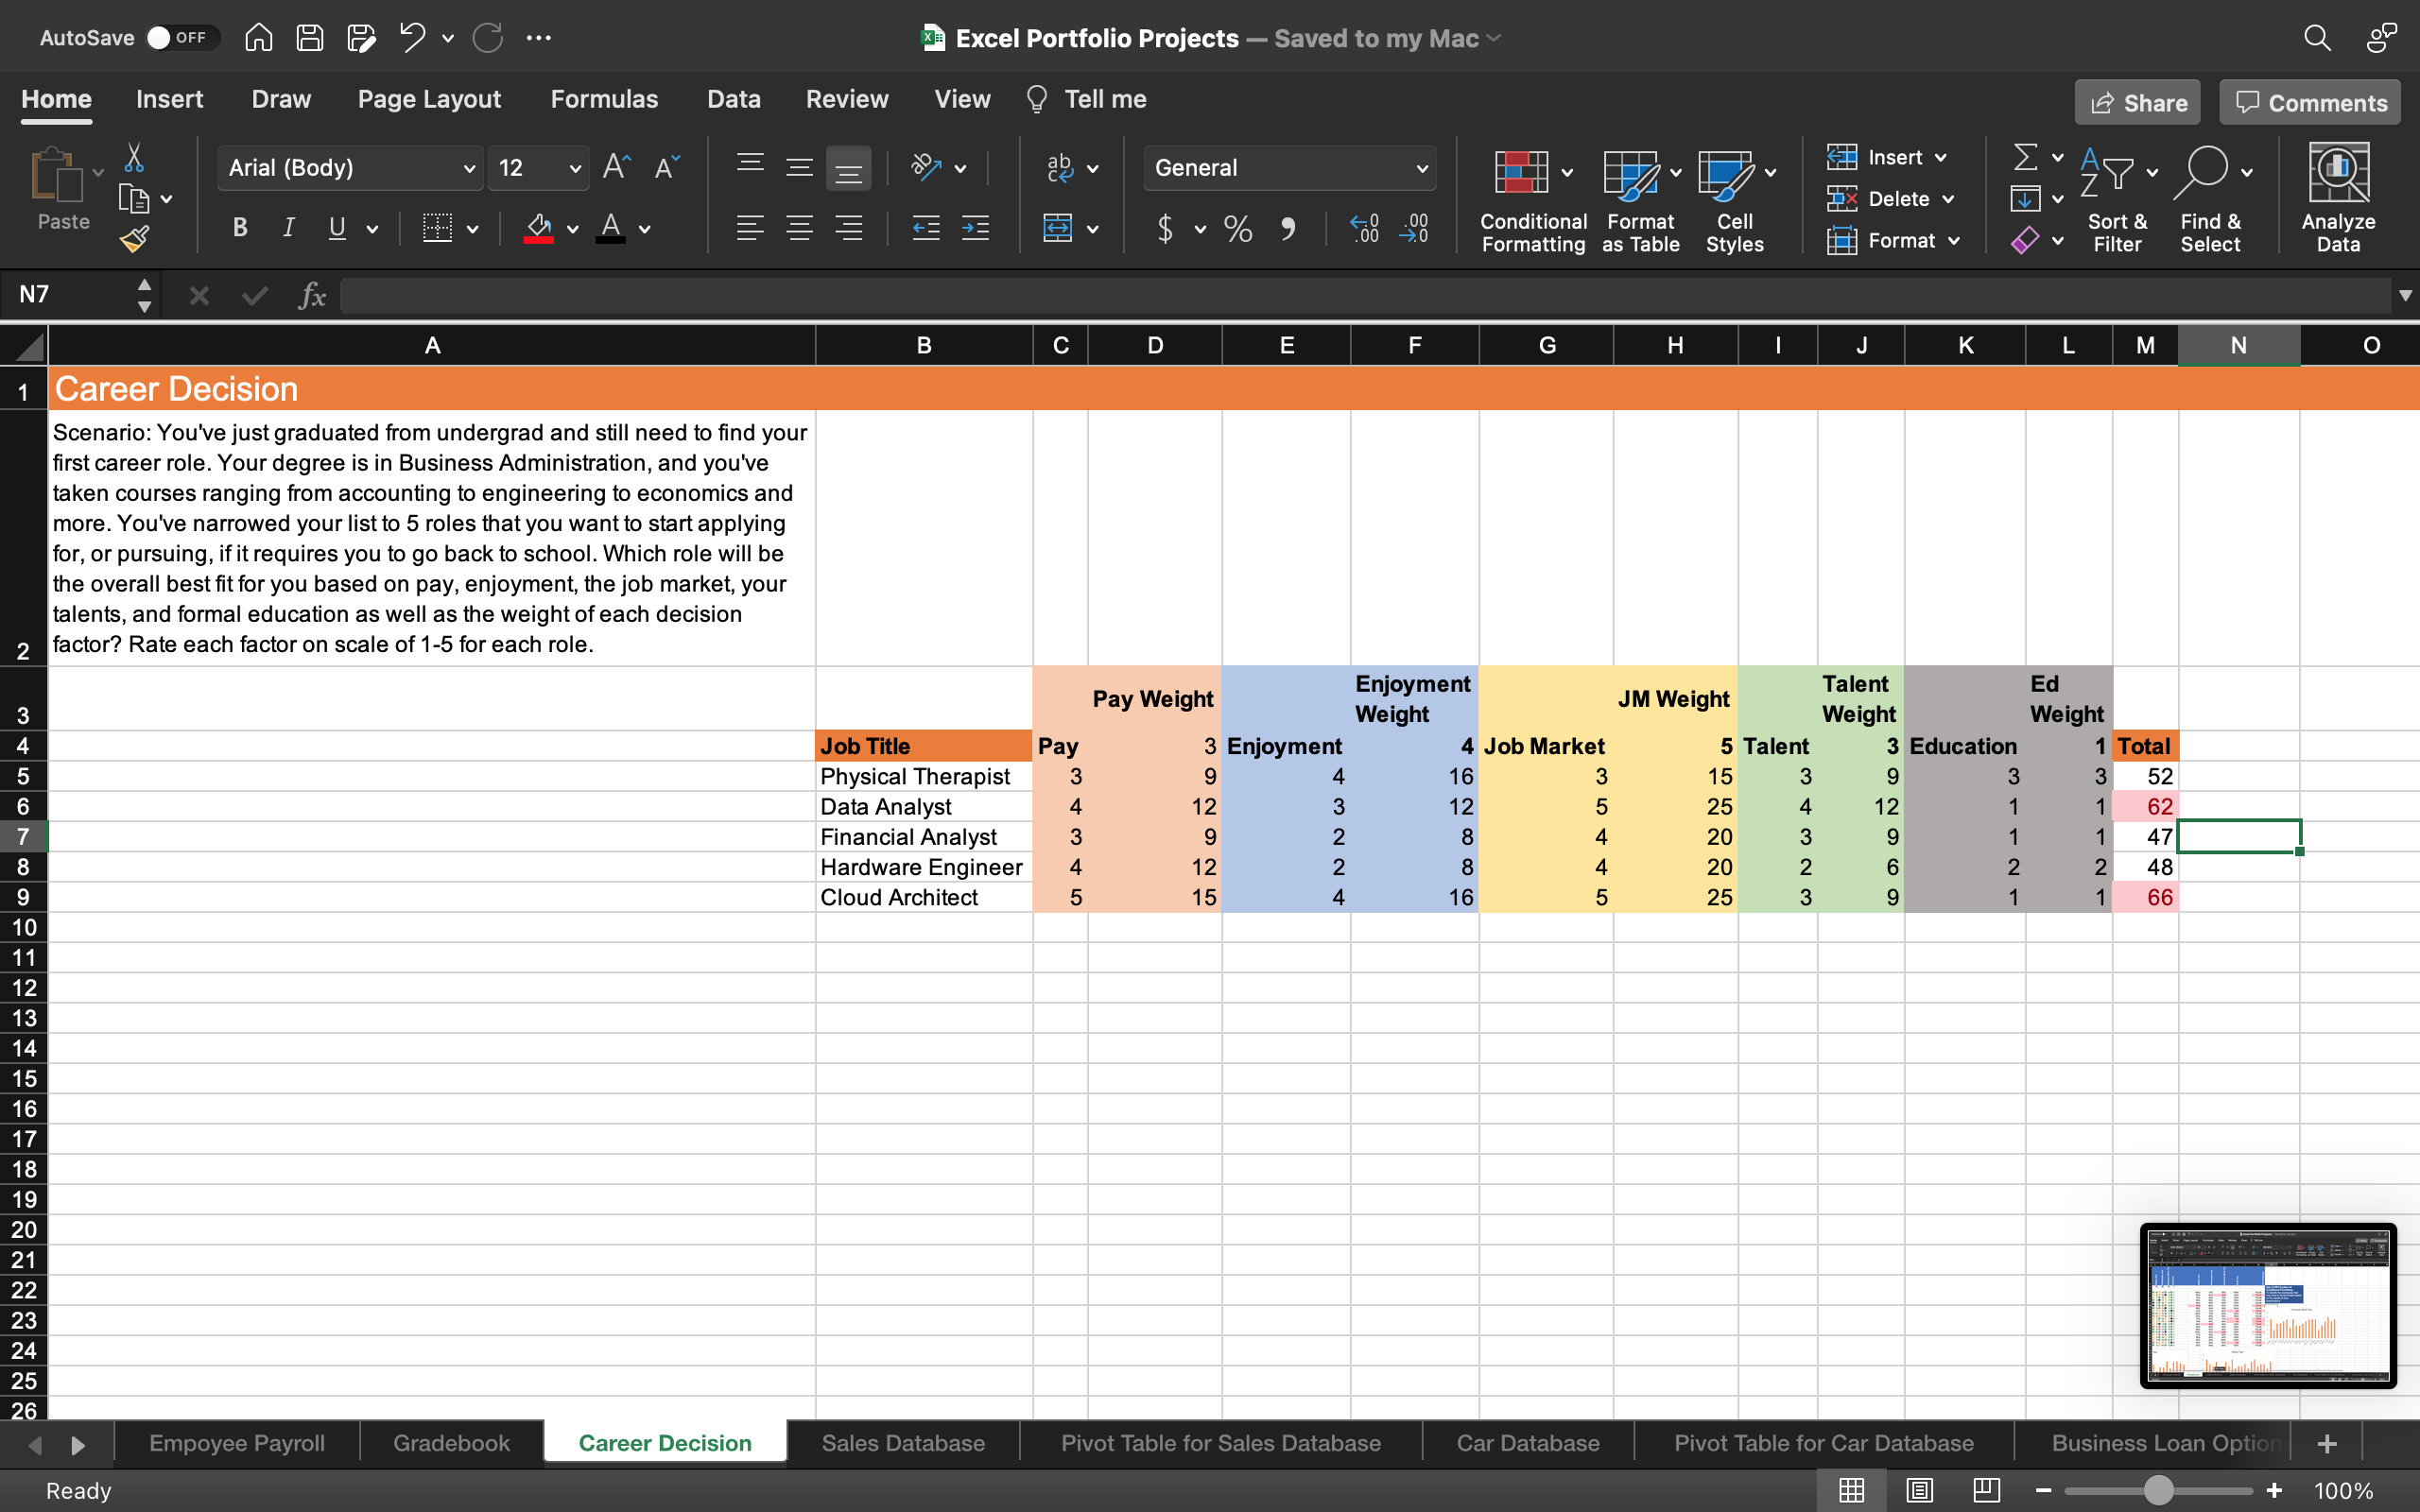 AutoSave OFF Excel Portfolio Projects — Saved to my Mac
Home Insert Draw Page Layout Formulas Data Review View Tell me Share Comments
Paste Arial (Body) 12 A A ab c General Conditional Formatting Format as Table Cell Styles Insert Delete Format Sort & Filter Find & Select Analyze Data
B I U A $ % 9 0 .00 .00 0
N7 fx
A B C D E F G H I J K L M N O
1 Career Decision
Scenario: You've just graduated from undergrad and still need to find your
first career role. Your degree is in Business Administration, and you've
taken courses ranging from accounting to engineering to economics and
more. You've narrowed your list to 5 roles that you want to start applying
for, or pursuing, if it requires you to go back to school. Which role will be
the overall best fit for you based on pay, enjoyment, the job market, your
talents, and formal education as well as the weight of each decision
2 factor? Rate each factor on scale of 1-5 for each role.
3 Pay Weight Enjoyment Weight JM Weight Talent Weight Ed Weight
4 Job Title Pay 3 Enjoyment 4 Job Market 5 Talent 3 Education 1 Total
5 Physical Therapist 3 9 4 16 3 15 3 9 3 3 52
6 Data Analyst 4 12 3 12 5 25 4 12 1 1 62
7 Financial Analyst 3 9 2 8 4 20 3 9 1 1 47
8 Hardware Engineer 4 12 2 8 4 20 2 6 2 2 48
9 Cloud Architect 5 15 4 16 5 25 3 9 1 1 66
10
11
12
13
14
15
16
17
18
19
20
21
22
23
24
25
26
Empoyee Payroll Gradebook Career Decision Sales Database Pivot Table for Sales Database Car Database Pivot Table for Car Database Business Loan Option
Ready 100%